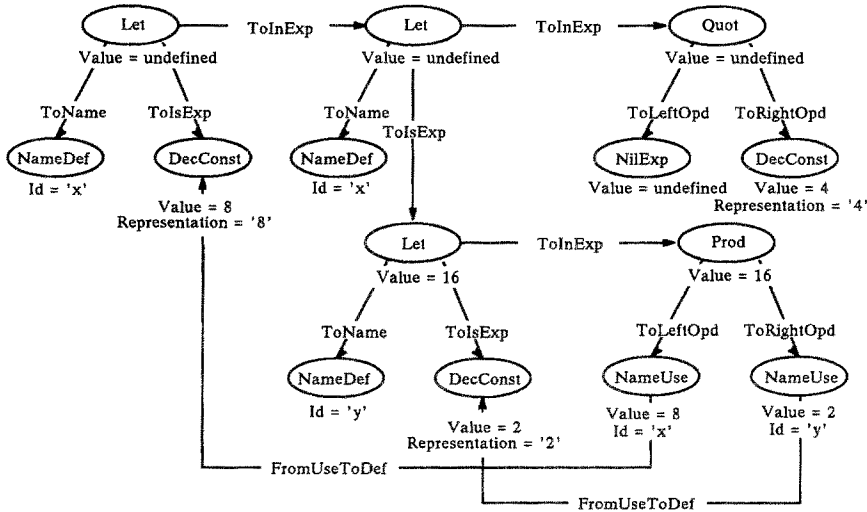 Let
ToInExp
Let
ToInExp
Quot
Value = undefined
Value = undefined
Value = undefined
ToName
ToIsExp
ToName
ToIsExp
ToLeftOpd
ToRightOpd
NameDef
DecConst
NameDef
NilExp
DecConst
Id = 'x'
Value = 8
Representation = '8'
Id = 'x'
Value = undefined
Value = 4
Representation = '4'
Let
ToInExp
Prod
Value = 16
Value = 16
ToName
ToIsExp
ToLeftOpd
ToRightOpd
NameDef
DecConst
NameUse
NameUse
Id = 'y'
Value = 2
Representation = '2'
Value = 8
Id = 'x'
Value = 2
Id = 'y'
FromUseToDef
FromUseToDef